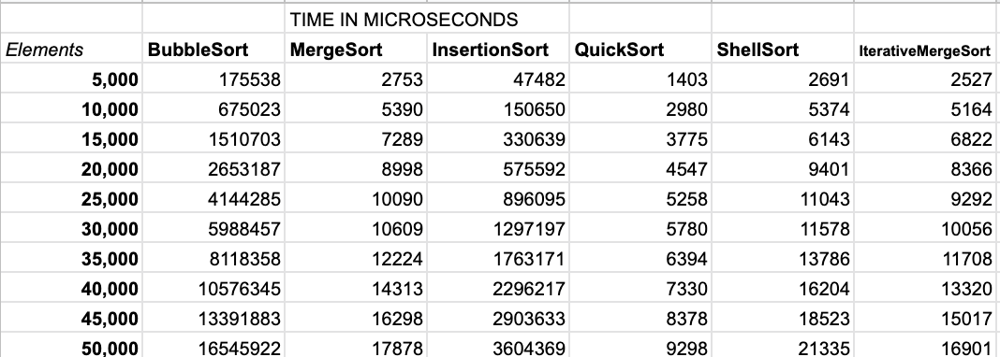 TIME IN MICROSECONDS
Elements BubbleSort MergeSort InsertionSort QuickSort ShellSort IterativeMergeSort
5,000 175538 2753 47482 1403 2691 2527
10,000 675023 5390 150650 2980 5374 5164
15,000 1510703 7289 330639 3775 6143 6822
20,000 2653187 8998 575592 4547 9401 8366
25,000 4144285 10090 896095 5258 11043 9292
30,000 5988457 10609 1297197 5780 11578 10056
35,000 8118358 12224 1763171 6394 13786 11708
40,000 10576345 14313 2296217 7330 16204 13320
45,000 13391883 16298 2903633 8378 18523 15017
50,000 16545922 17878 3604369 9298 21335 16901